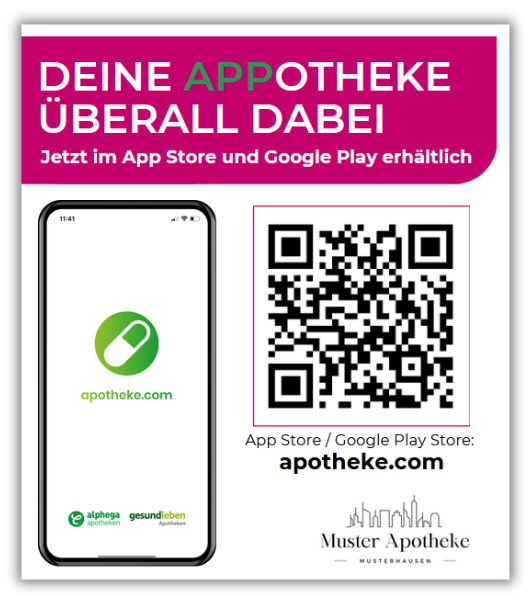 DEINE APPOTHEKE
ÜBERALL DABEI
Jetzt im App Store und Google Play erhältlich
11:41
apotheke.com
alphega
apotheken
gesundleben
Apotheken
App Store / Google Play Store:
apotheke.com
Muster Apotheke
MUSTERHAUSEN